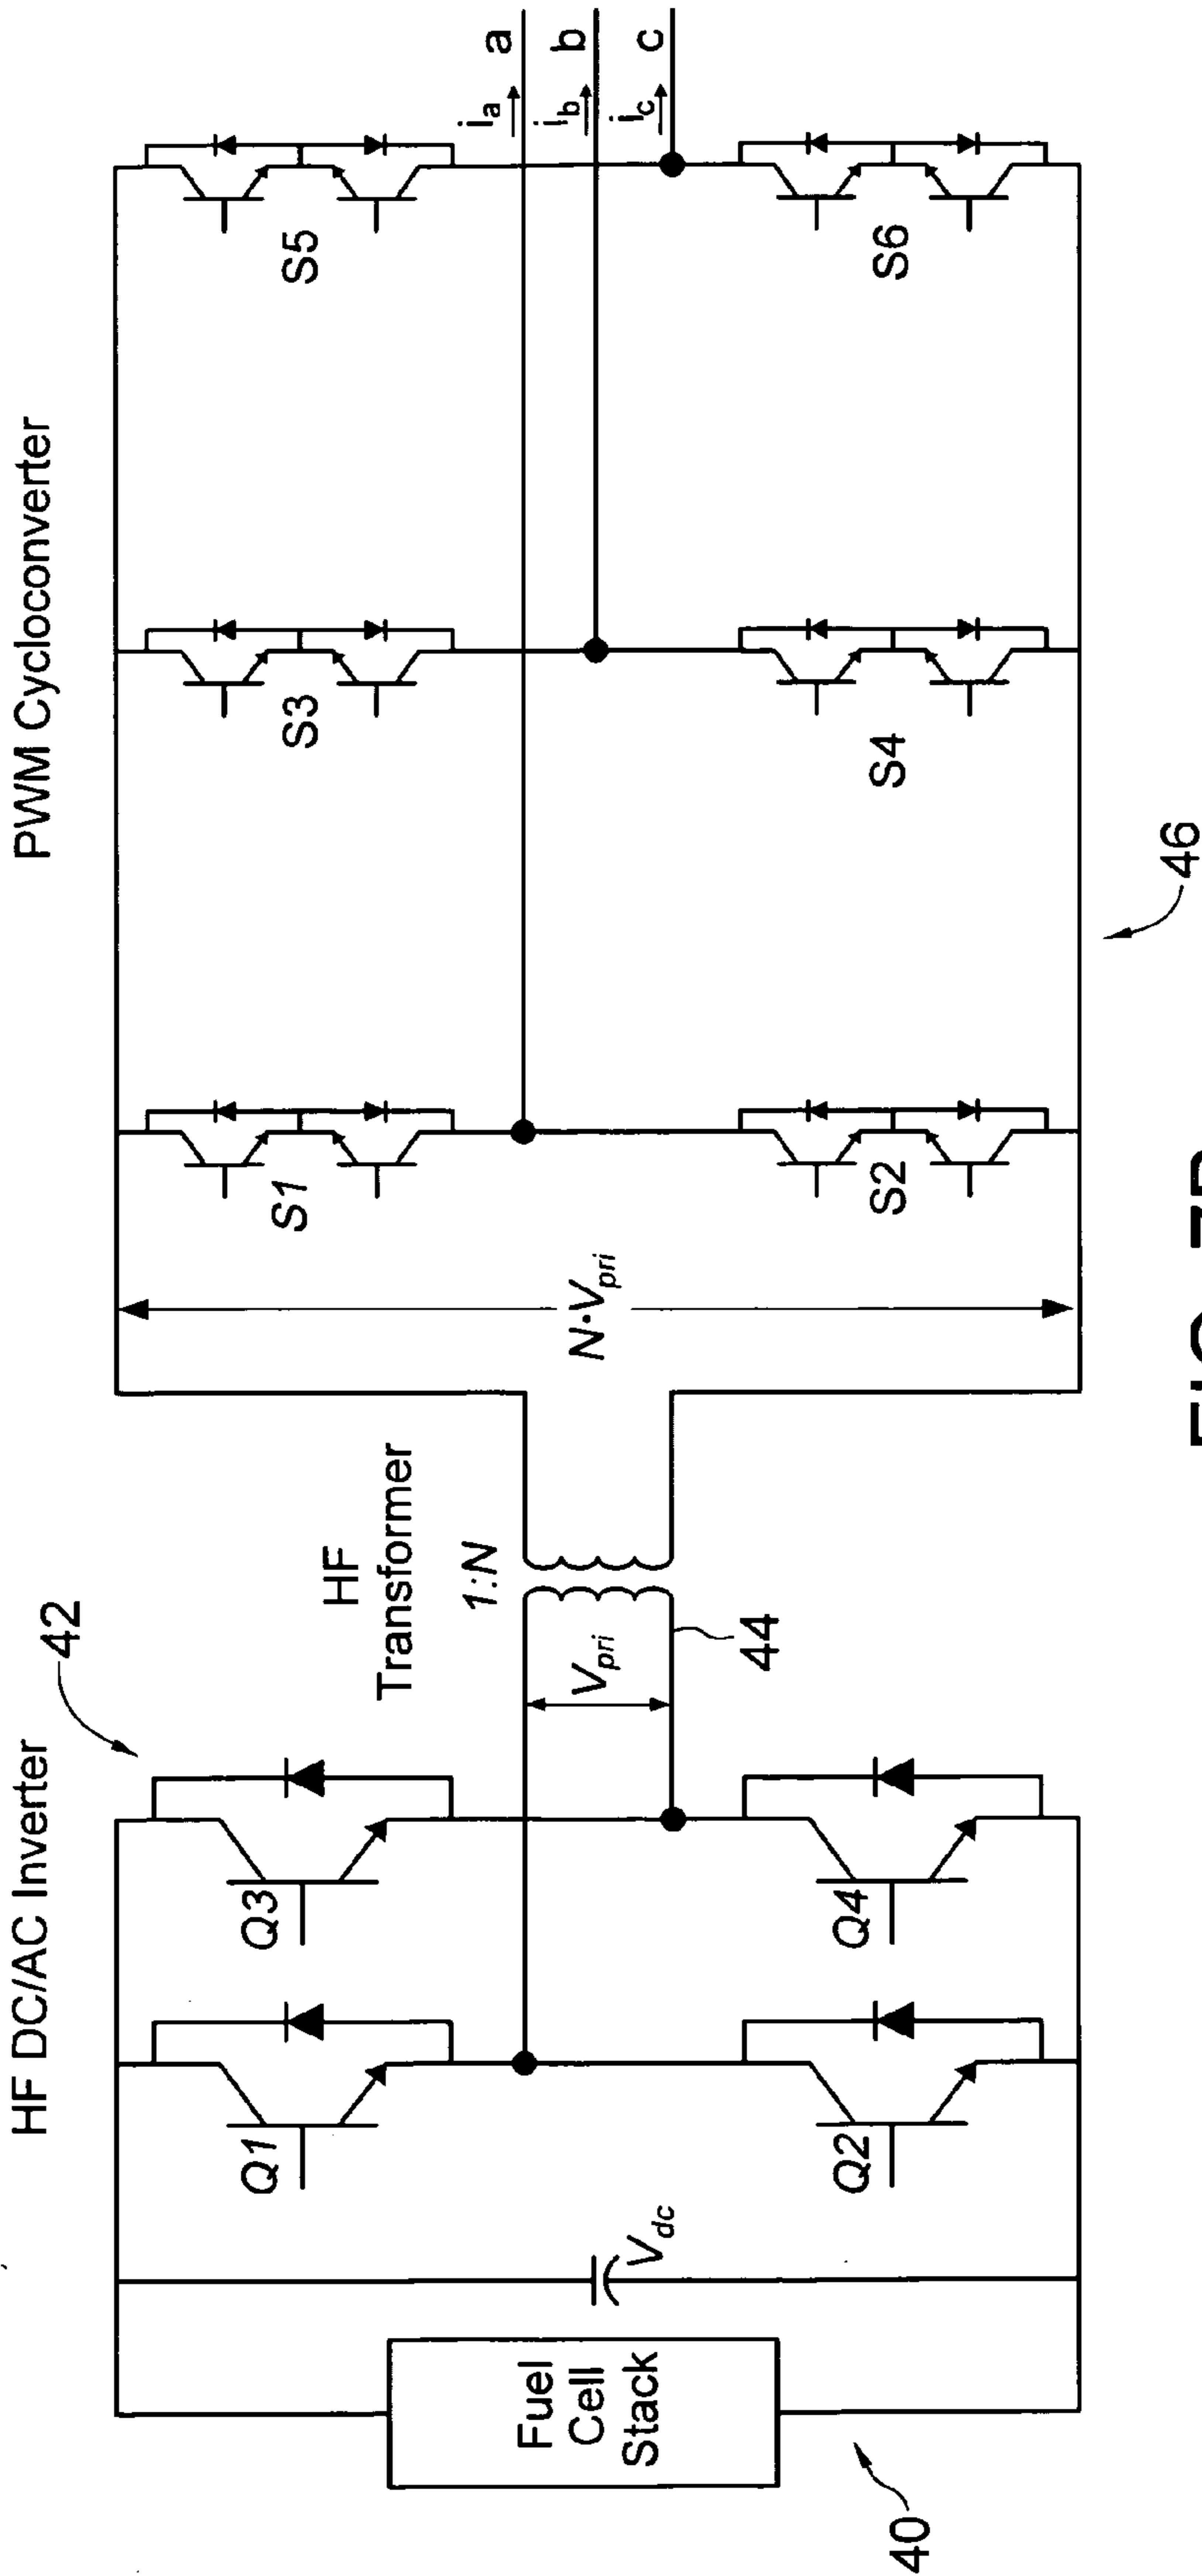 HF DC/AC Inverter
PWM Cycloconverter
42
HF
Transformer
1:N
Q1
Q3
S1
S3
S5
i_a
a
i_b
b
i_c
c
Fuel
Cell
Stack
V_dc
V_pri
N·V_pri
44
Q2
Q4
S2
S4
S6
40
46